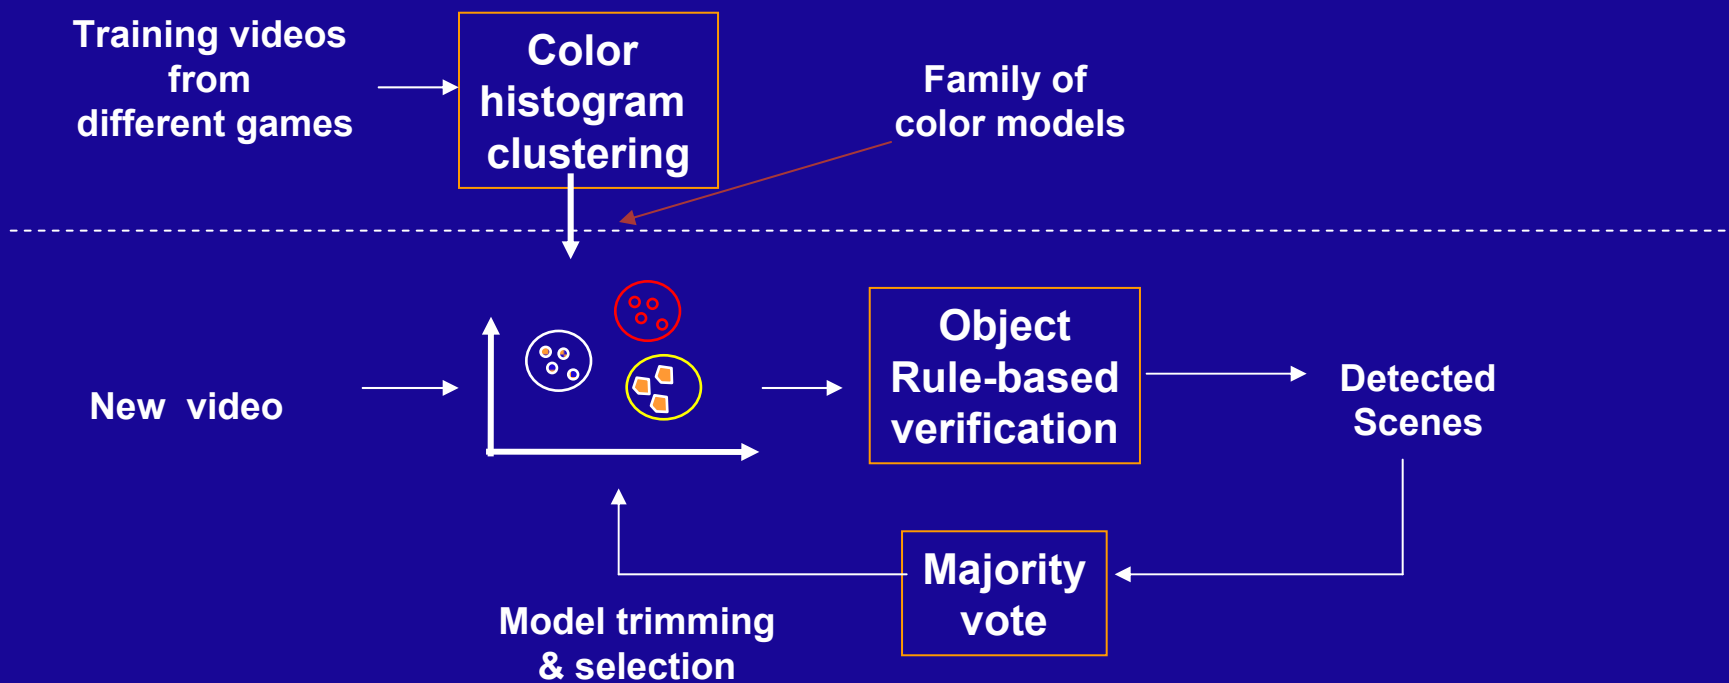 Training videos
from
different games
Color
histogram
clustering
Family of
color models
New video
Object
Rule-based
verification
Detected
Scenes
Majority
vote
Model trimming
& selection